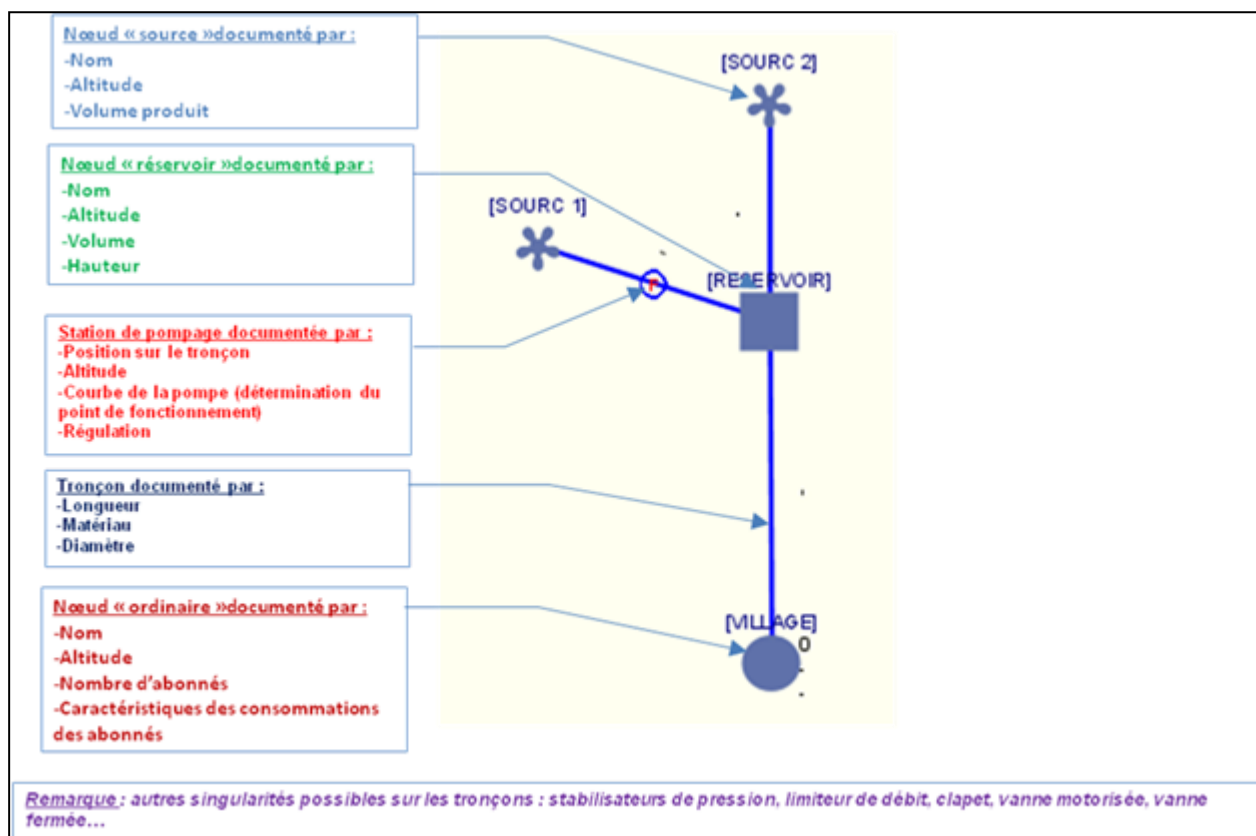 Nœud « source »documenté par :
-Nom
-Altitude
-Volume produit
Nœud « réservoir »documenté par :
-Nom
-Altitude
-Volume
-Hauteur
Station de pompage documentée par :
-Position sur le tronçon
-Altitude
-Courbe de la pompe (détermination du
point de fonctionnement)
-Régulation
Tronçon documenté par :
-Longueur
-Matériau
-Diamètre
Nœud « ordinaire »documenté par :
-Nom
-Altitude
-Nombre d'abonnés
-Caractéristiques des consommations
des abonnés
[SOURC 2]
[SOURC 1]
[RESERVOIR]
[VILLAGE]
0
Remarque : autres singularités possibles sur les tronçons : stabilisateurs de pression, limiteur de débit, clapet, vanne motorisée, vanne
fermée…